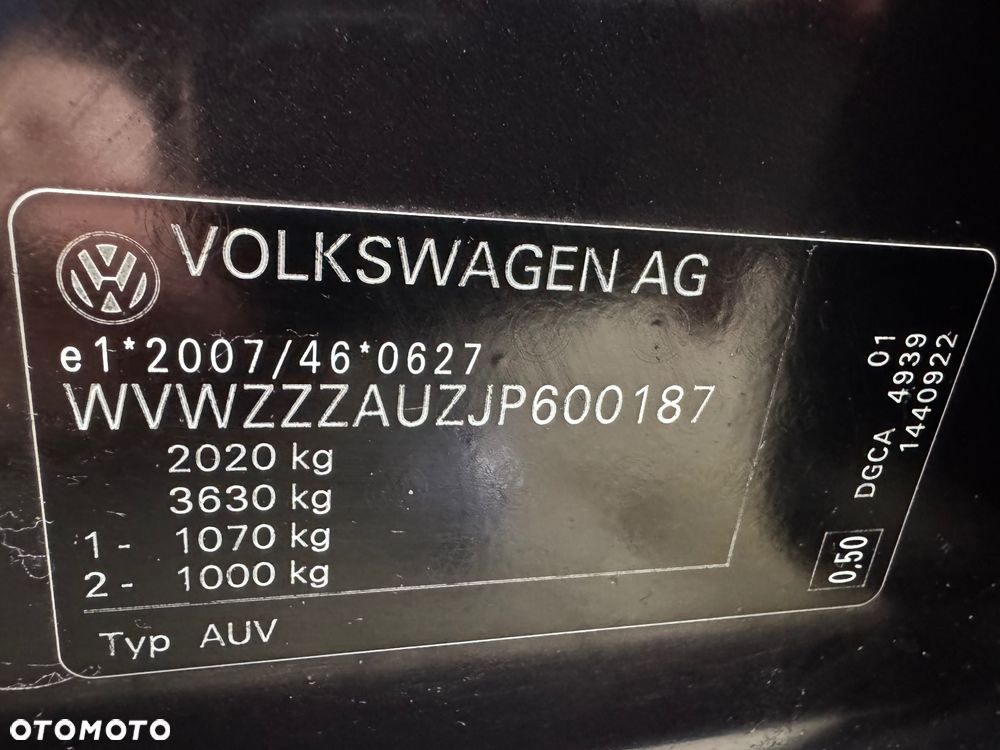 VOLKSWAGEN AG
e1*2007/46*0627
WVWZZZAUZJP600187
2020 kg
3630 kg
1- 1070 kg
2- 1000 kg
Typ AUV
DGCA 4939 01
1440922
0.50
OTOMOTO